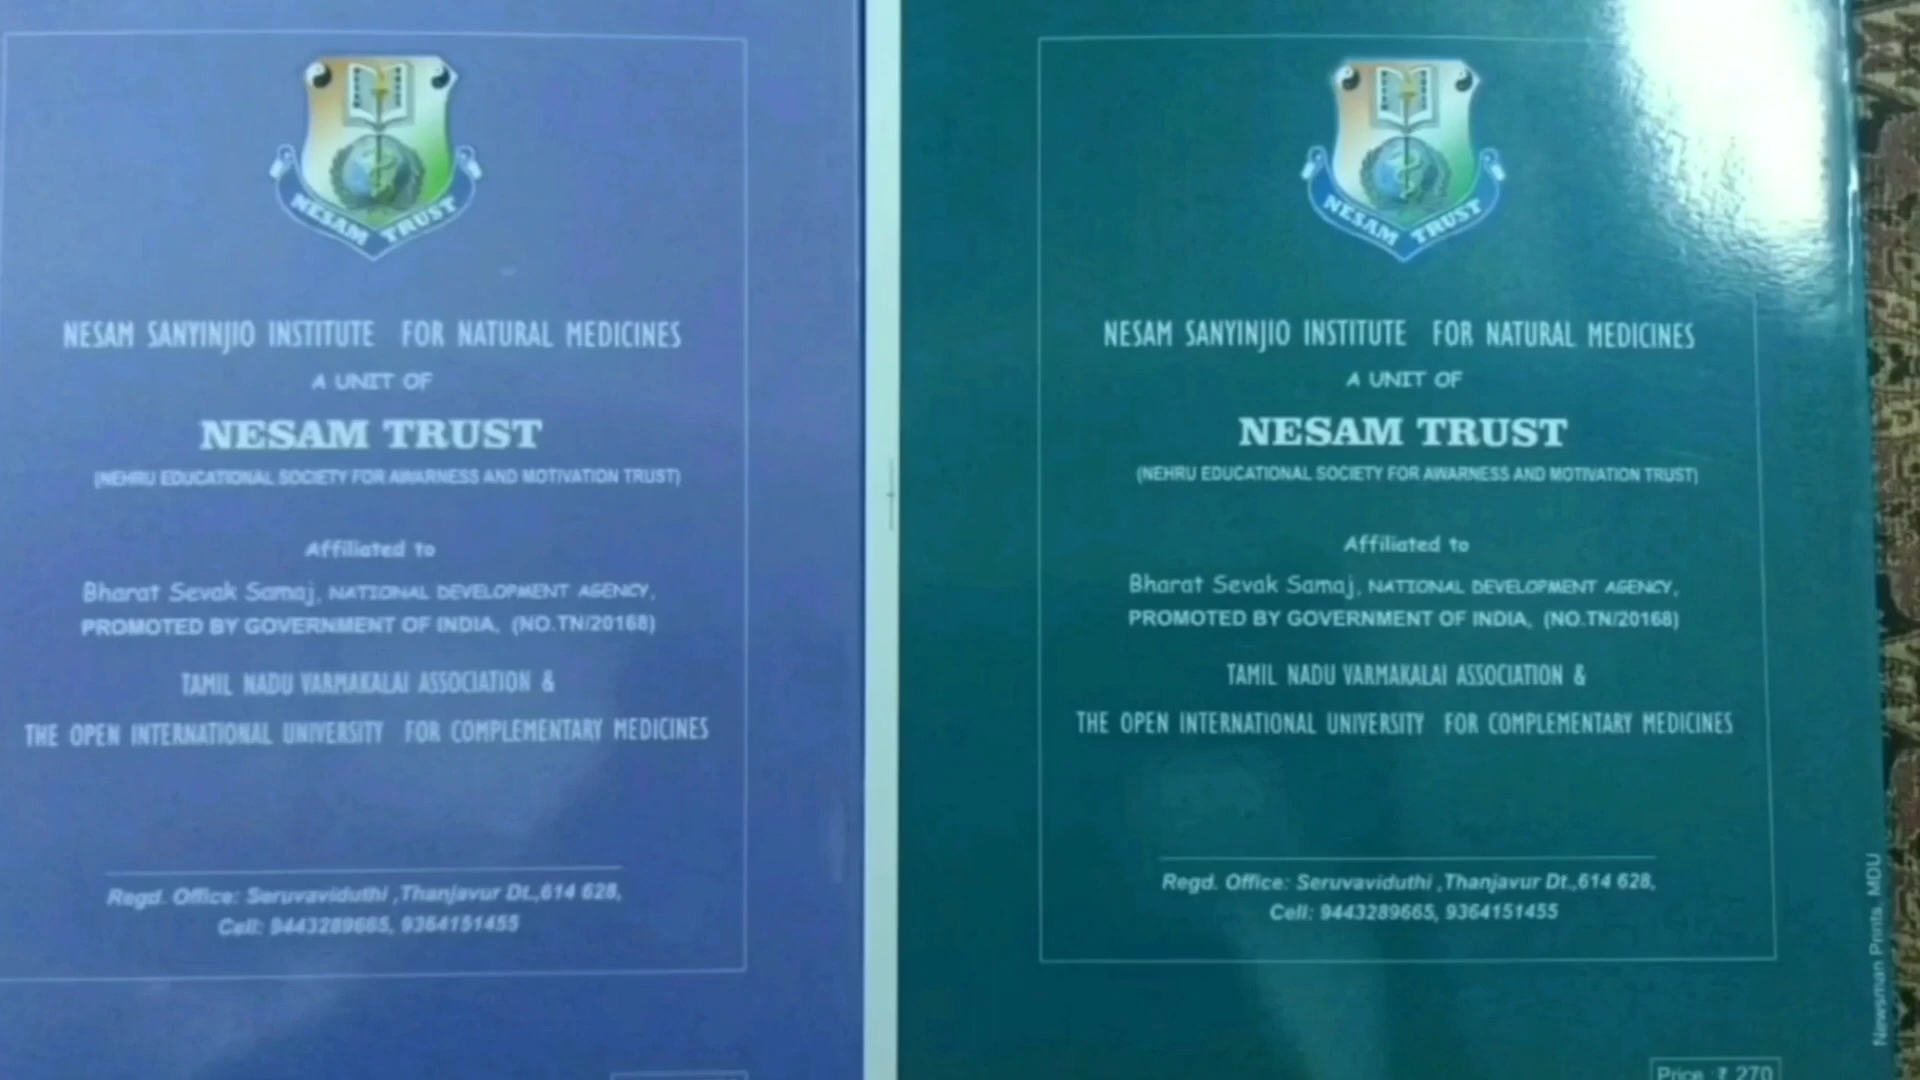 NESAM TRUST
NESAM SANYINJIO INSTITUTE FOR NATURAL MEDICINES
A UNIT OF
NESAM TRUST
(NEHRU EDUCATIONAL SOCIETY FOR AWARNESS AND MOTIVATION TRUST)
Affiliated to
Bharat Sevak Samaj, NATIONAL DEVELOPMENT AGENCY,
PROMOTED BY GOVERNMENT OF INDIA, (NO.TN/20168)
TAMIL NADU VARMAKALAI ASSOCIATION &
THE OPEN INTERNATIONAL UNIVERSITY FOR COMPLEMENTARY MEDICINES
Regd. Office: Seruvaviduthi ,Thanjavur Dt.,614 628,
Cell: 9443289665, 9364151455
NESAM TRUST
NESAM SANYINJIO INSTITUTE FOR NATURAL MEDICINES
A UNIT OF
NESAM TRUST
(NEHRU EDUCATIONAL SOCIETY FOR AWARNESS AND MOTIVATION TRUST)
Affiliated to
Bharat Sevak Samaj, NATIONAL DEVELOPMENT AGENCY,
PROMOTED BY GOVERNMENT OF INDIA, (NO.TN/20168)
TAMIL NADU VARMAKALAI ASSOCIATION &
THE OPEN INTERNATIONAL UNIVERSITY FOR COMPLEMENTARY MEDICINES
Regd. Office: Seruvaviduthi ,Thanjavur Dt.,614 628,
Cell: 9443289665, 9364151455
Newsman Prints, MDU
Price : ₹ 270